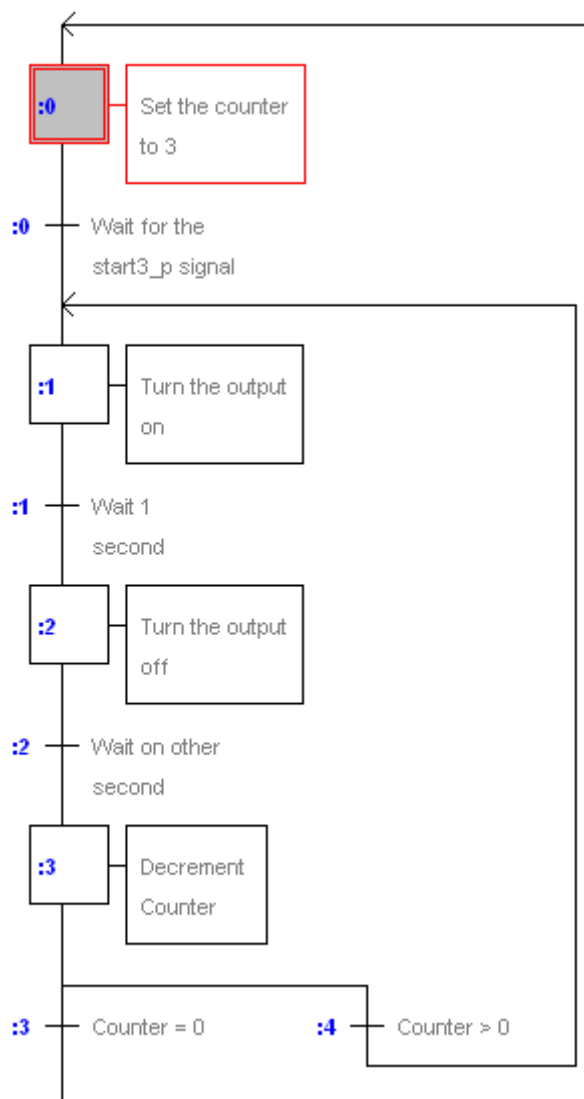 :0
Set the counter
to 3
:0
Wait for the
start3_p signal
:1
Turn the output
on
:1
Wait 1
second
:2
Turn the output
off
:2
Wait on other
second
:3
Decrement
Counter
:3
Counter = 0
:4
Counter > 0